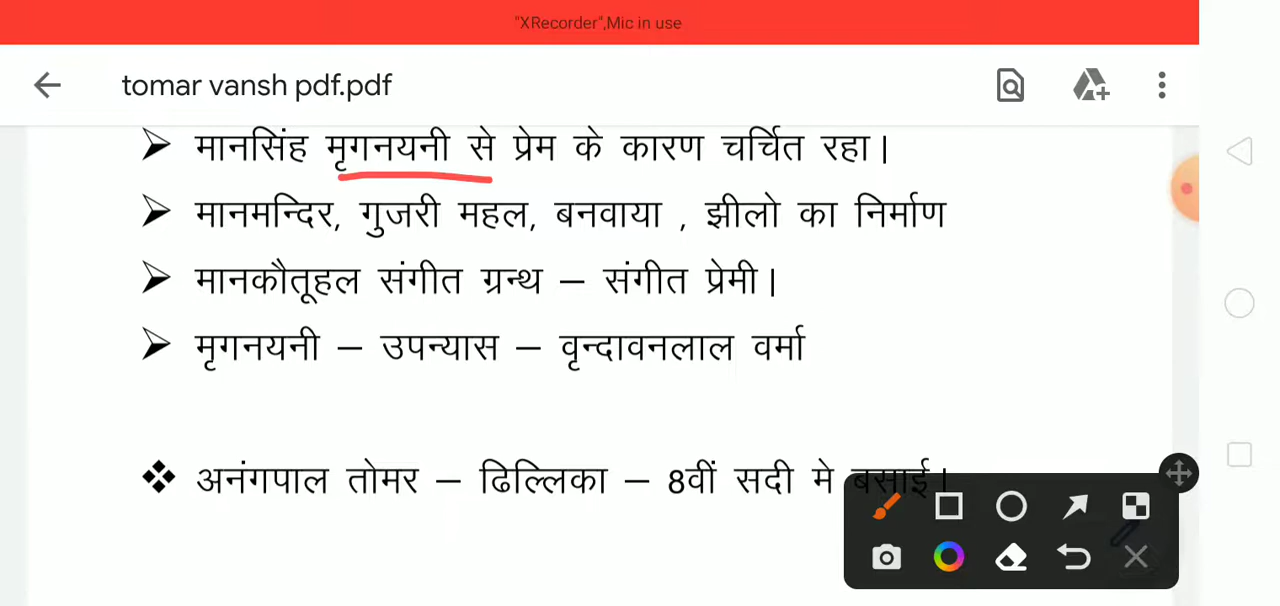 "XRecorder",Mic in use
tomar vansh pdf.pdf
➢ मानसिंह मृगनयनी से प्रेम के कारण चर्चित रहा।
➢ मानमन्दिर, गुजरी महल, बनवाया , झीलो का निर्माण
➢ मानकौतूहल संगीत ग्रन्थ – संगीत प्रेमी।
➢ मृगनयनी – उपन्यास – वृन्दावनलाल वर्मा
❖ अनंगपाल तोमर – ढिल्लिका – 8वीं सदी मे बसाई।